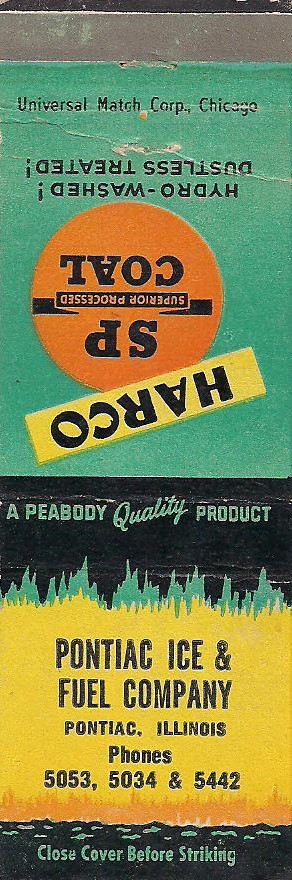 Universal Match Corp., Chicago
HARCO
SP
SUPERIOR PROCESSED
COAL
HYDRO-WASHED!
DUSTLESS TREATED!
A PEABODY Quality PRODUCT
PONTIAC ICE &
FUEL COMPANY
PONTIAC, ILLINOIS
Phones
5053, 5034 & 5442
Close Cover Before Striking